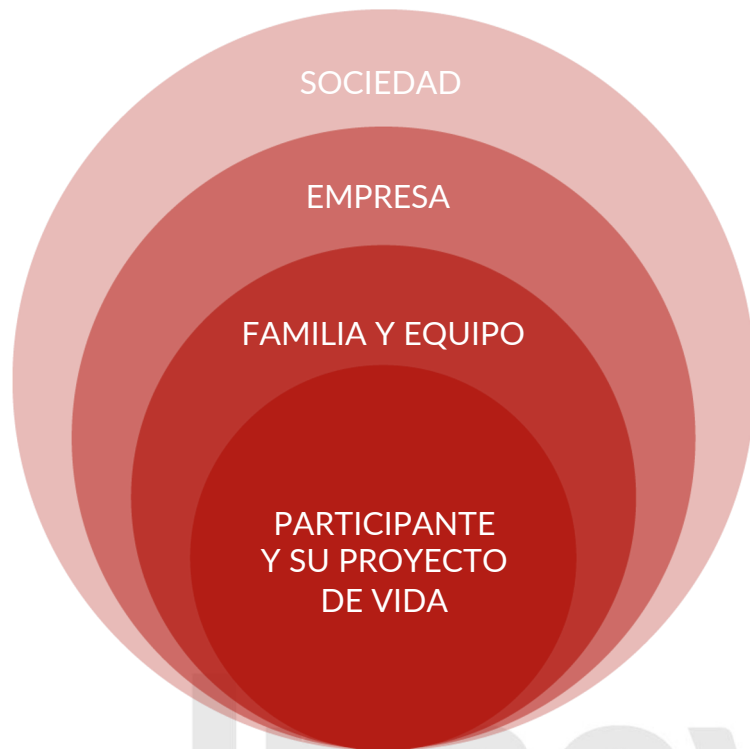 SOCIEDAD
EMPRESA
FAMILIA Y EQUIPO
PARTICIPANTE
Y SU PROYECTO
DE VIDA